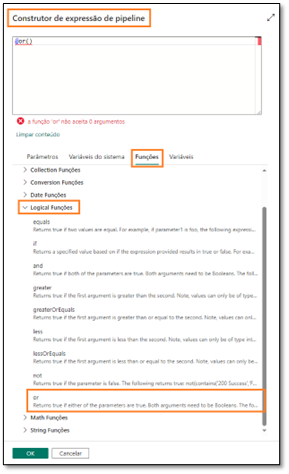 Construtor de expressão de pipeline
@or()
a função 'or' não aceita 0 argumentos
Limpar conteúdo
Parâmetros Variáveis do sistema Funções Variáveis
Collection Funções
Conversion Funções
Date Funções
Logical Funções
equals
Returns true if two values are equal. For example, if parameter1 is foo, the following express...
if
Returns a specified value based on if the expression provided results in true or false. For exa...
and
Returns true if both of the parameters are true. Both arguments need to be Booleans. The foll...
greater
Returns true if the first argument is greater than the second. Note, values can only be of type...
greaterOrEquals
Returns true if the first argument is greater than or equal to the second. Note, values can onl...
less
Returns true if the first argument is less than the second. Note, values can only be of type in...
lessOrEquals
Returns true if the first argument is less than or equal to the second. Note, values can only b...
not
Returns true if the parameter is false. The following returns true: not(contains('200 Success','F...
or
Returns true if either of the parameters are true. Both arguments need to be Booleans. The fo...
Math Funções
String Funções
OK Cancelar